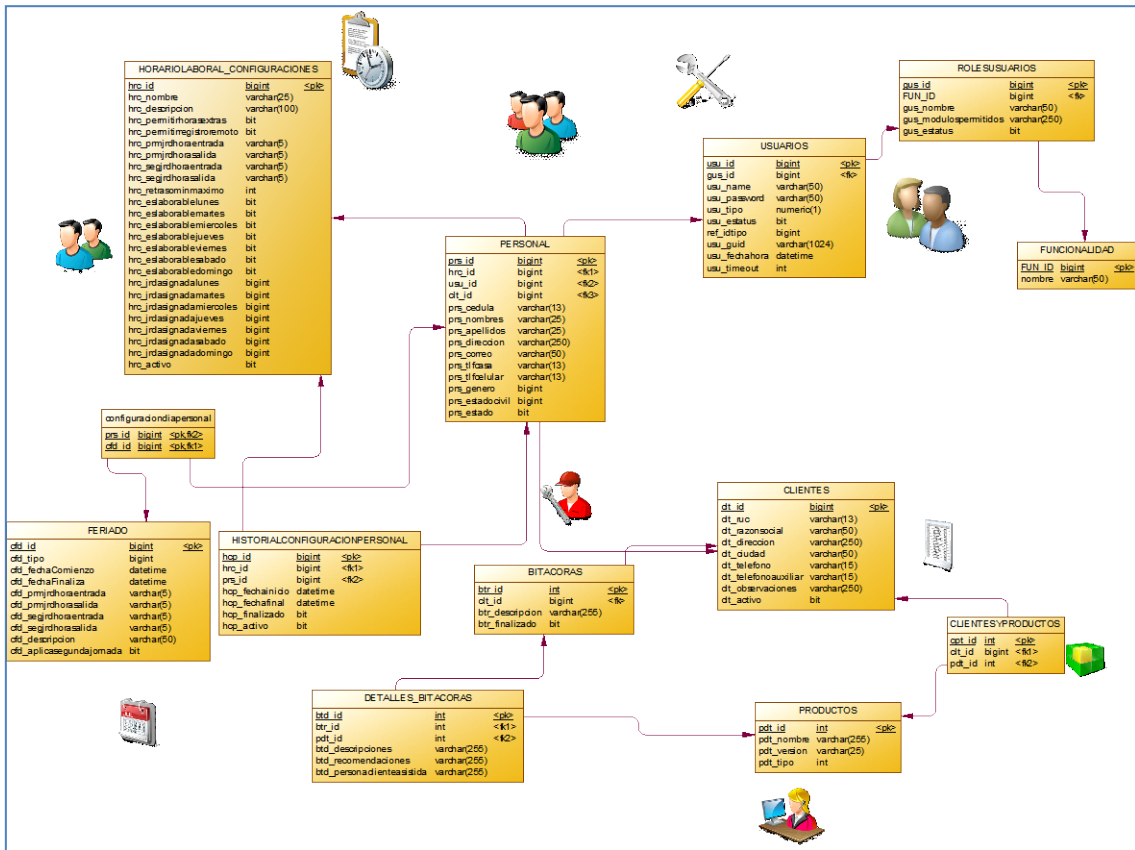 HORARIOLABORAL_CONFIGURACIONES
hrc_id bigint <pk>
hrc_nombre varchar(25)
hrc_descripcion varchar(100)
hrc_permitirhorasextras bit
hrc_permitirregistroremoto bit
hrc_prmjrdhoraentrada varchar(5)
hrc_prmjrdhorasalida varchar(5)
hrc_segjrdhoraentrada varchar(5)
hrc_segjrdhorasalida varchar(5)
hrc_retrasominmaximo int
hrc_eslaborablelunes bit
hrc_eslaborablemartes bit
hrc_eslaborablemiercoles bit
hrc_eslaborablejueves bit
hrc_eslaborableviernes bit
hrc_eslaborablesabado bit
hrc_eslaborabledomingo bit
hrc_jrdasignadalunes bigint
hrc_jrdasignadamartes bigint
hrc_jrdasignadamiercoles bigint
hrc_jrdasignadajueves bigint
hrc_jrdasignadaviernes bigint
hrc_jrdasignadasabado bigint
hrc_jrdasignadadomingo bigint
hrc_activo bit
ROLESUSUARIOS
gus_id bigint <pk>
FUN_ID bigint <fk>
gus_nombre varchar(50)
gus_modulospermitidos varchar(250)
gus_estatus bit
USUARIOS
usu_id bigint <pk>
gus_id bigint <fk>
usu_name varchar(50)
usu_password varchar(50)
usu_tipo numeric(1)
usu_estatus bit
ref_idtipo bigint
usu_guid varchar(1024)
usu_fechahora datetime
usu_timeout int
FUNCIONALIDAD
FUN_ID bigint <pk>
nombre varchar(50)
PERSONAL
prs_id bigint <pk>
hrc_id bigint <fk1>
usu_id bigint <fk2>
clt_id bigint <fk3>
prs_cedula varchar(13)
prs_nombres varchar(25)
prs_apellidos varchar(25)
prs_direccion varchar(250)
prs_correo varchar(50)
prs_tlfcasa varchar(13)
prs_tlfcelular varchar(13)
prs_genero bigint
prs_estadocivil bigint
prs_estado bit
configuraciondiapersonal
prs_id bigint <pk,fk2>
cfd_id bigint <pk,fk1>
FERIADO
cfd_id bigint <pk>
cfd_tipo bigint
cfd_fechaComienzo datetime
cfd_fechaFinaliza datetime
cfd_prmjrdhoraentrada varchar(5)
cfd_prmjrdhorasalida varchar(5)
cfd_segjrdhoraentrada varchar(5)
cfd_segjrdhorasalida varchar(5)
cfd_descripcion varchar(50)
cfd_aplicasegundajornada bit
HISTORIALCONFIGURACIONPERSONAL
hcp_id bigint <pk>
hrc_id bigint <fk1>
prs_id bigint <fk2>
hcp_fechainicio datetime
hcp_fechafinal datetime
hcp_finalizado bit
hcp_activo bit
BITACORAS
btr_id int <pk>
clt_id bigint <fk>
btr_descripcion varchar(255)
btr_finalizado bit
CLIENTES
clt_id bigint <pk>
clt_ruc varchar(13)
clt_razonsocial varchar(50)
clt_direccion varchar(250)
clt_ciudad varchar(50)
clt_telefono varchar(15)
clt_telefonoauxiliar varchar(15)
clt_observaciones varchar(250)
clt_activo bit
CLIENTESYPRODUCTOS
cpt_id int <pk>
clt_id bigint <fk1>
pdt_id int <fk2>
DETALLES_BITACORAS
btd_id int <pk>
btr_id int <fk1>
pdt_id int <fk2>
btd_descripciones varchar(255)
btd_recomendaciones varchar(255)
btd_personaclienteasistida varchar(255)
PRODUCTOS
pdt_id int <pk>
pdt_nombre varchar(255)
pdt_version varchar(25)
pdt_tipo int